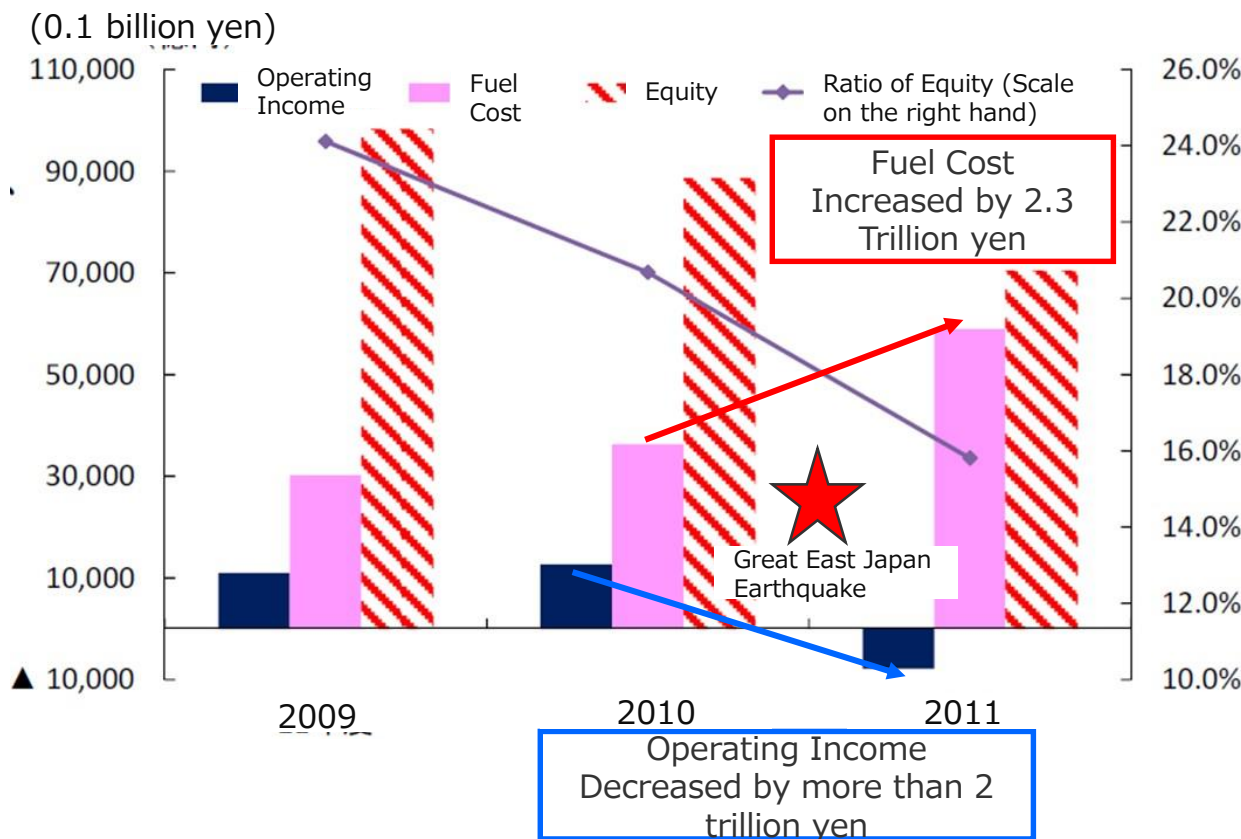 (0.1 billion yen)
110,000
90,000
70,000
50,000
30,000
10,000
▲ 10,000
Operating
Income
Fuel
Cost
Equity
Ratio of Equity (Scale
on the right hand)
26.0%
24.0%
22.0%
20.0%
18.0%
16.0%
14.0%
12.0%
10.0%
Fuel Cost
Increased by 2.3
Trillion yen
Great East Japan
Earthquake
2009
2010
2011
Operating Income
Decreased by more than 2
trillion yen